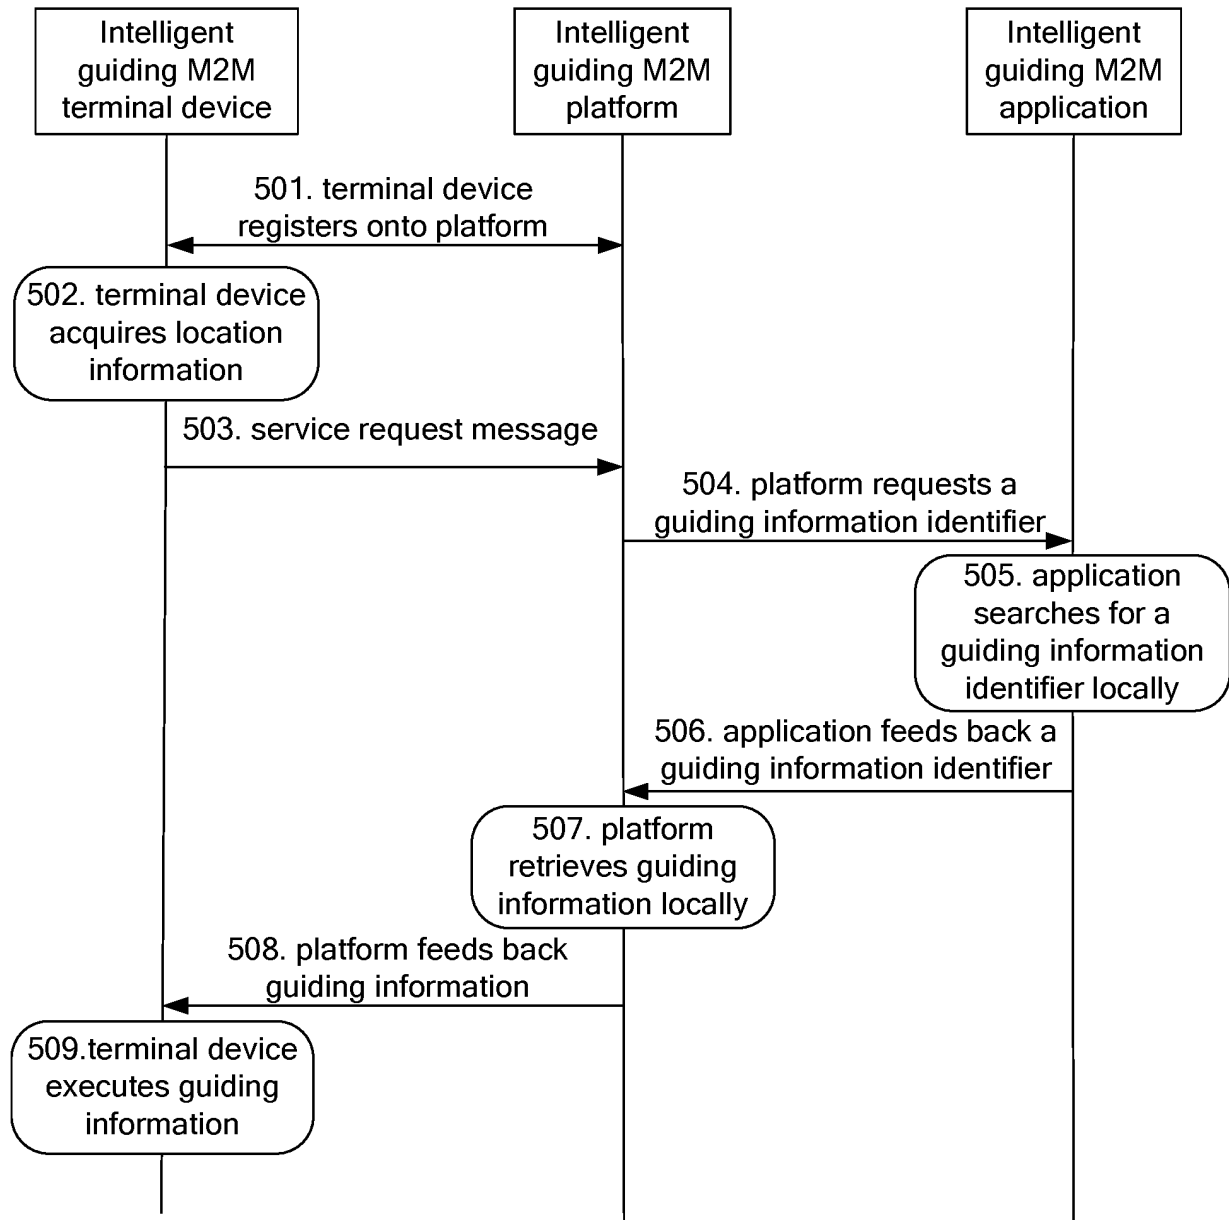 Intelligent
guiding M2M
terminal device
Intelligent
guiding M2M
platform
Intelligent
guiding M2M
application
501. terminal device
registers onto platform
502. terminal device
acquires location
information
503. service request message
504. platform requests a
guiding information identifier
505. application
searches for a
guiding information
identifier locally
506. application feeds back a
guiding information identifier
507. platform
retrieves guiding
information locally
508. platform feeds back
guiding information
509.terminal device
executes guiding
information